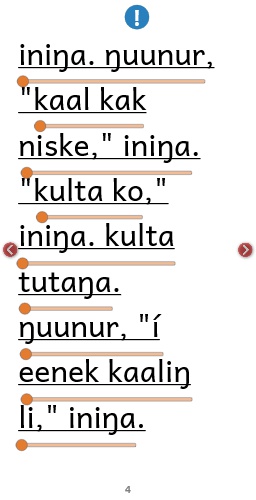 iniŋa. ŋuunur,
"kaal kak
niske," iniŋa.
"kulta ko,"
iniŋa. kulta
tutaŋa.
ŋuunur, "í
eenek kaaliŋ
li," iniŋa.
4